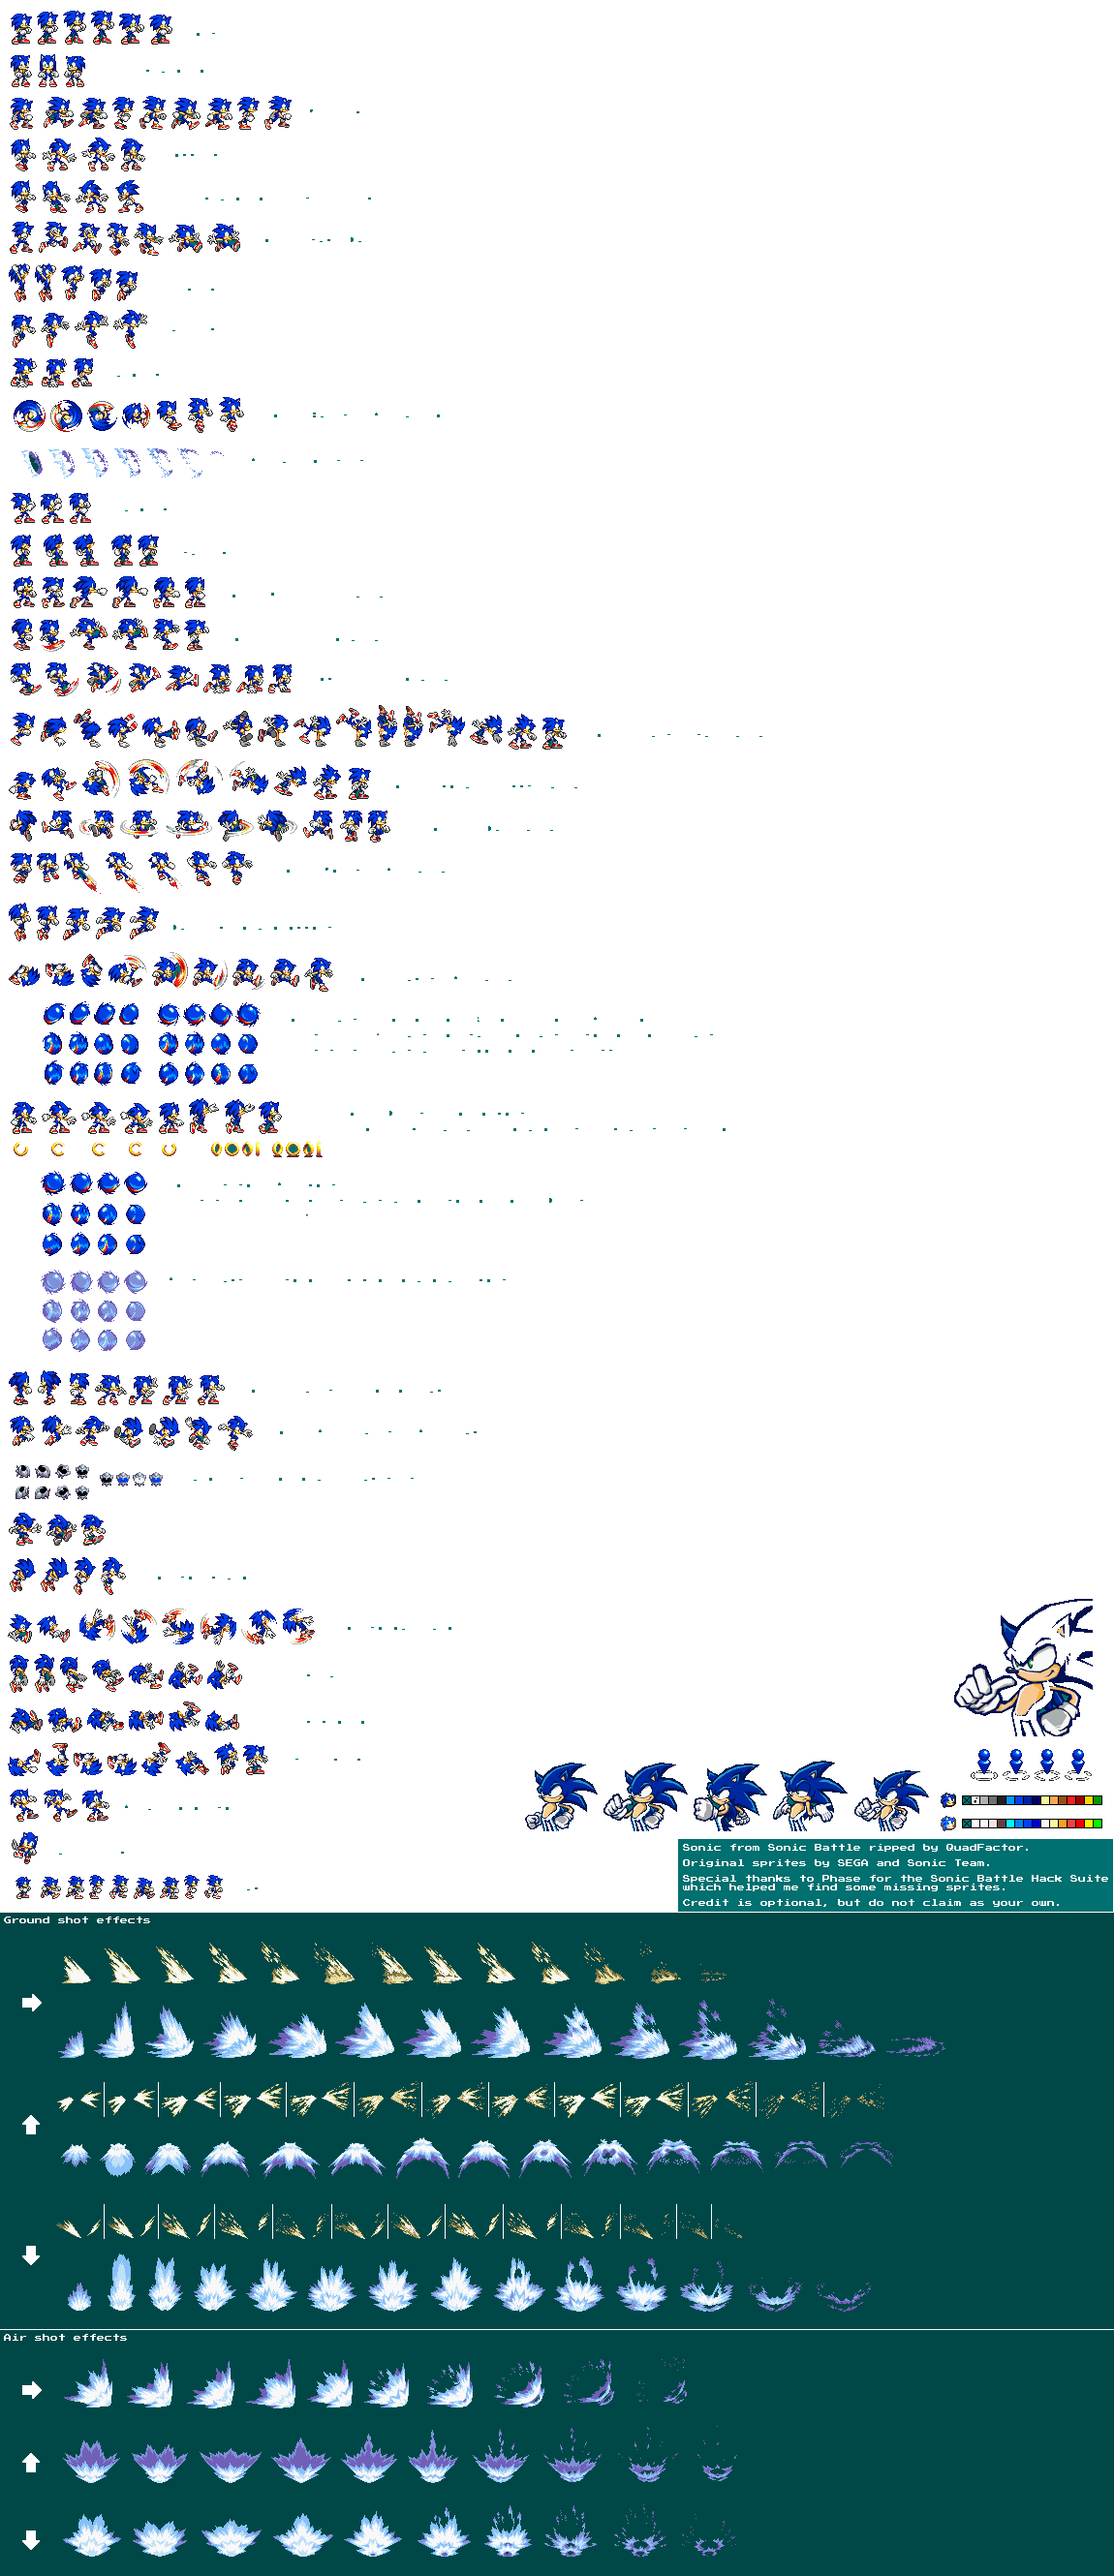 Sonic from Sonic Battle ripped by QuadFactor.
Original sprites by SEGA and Sonic Team.
Special thanks to Phase for the Sonic Battle Hack Suite
which helped me find some missing sprites.
Credit is optional, but do not claim as your own.
Ground shot effects
Air shot effects